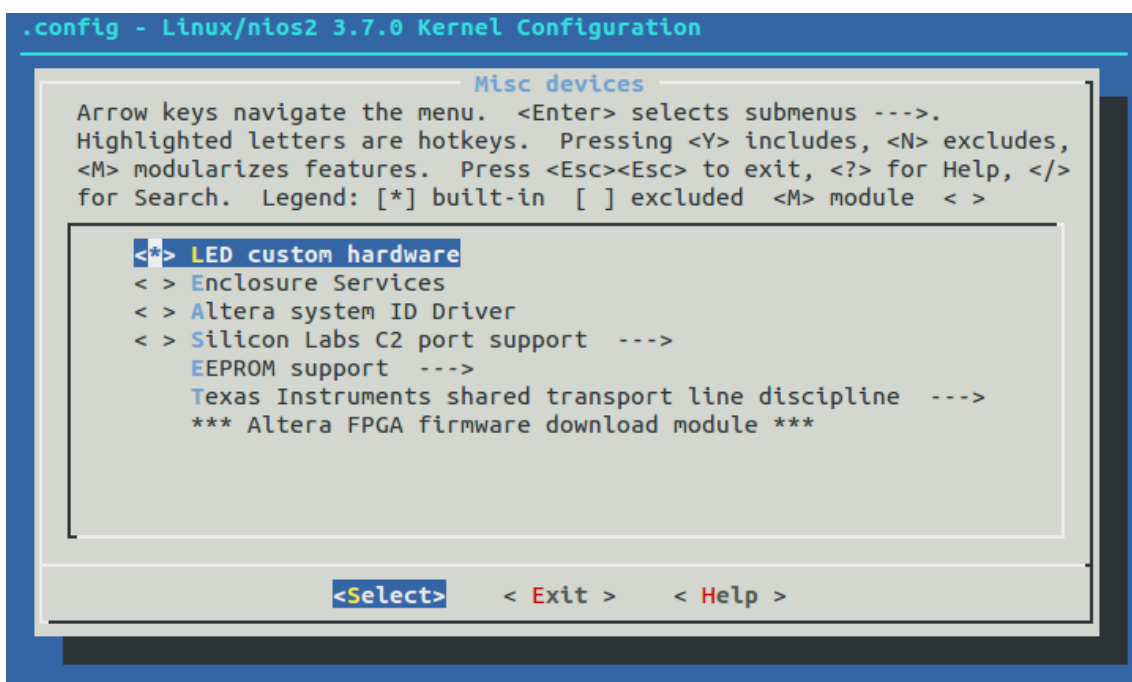 .config - Linux/nios2 3.7.0 Kernel Configuration
Misc devices
Arrow keys navigate the menu.  <Enter> selects submenus --->.
Highlighted letters are hotkeys.  Pressing <Y> includes, <N> excludes,
<M> modularizes features.  Press <Esc><Esc> to exit, <?> for Help, </>
for Search.  Legend: [*] built-in  [ ] excluded  <M> module  < >
<*> LED custom hardware
< > Enclosure Services
< > Altera system ID Driver
< > Silicon Labs C2 port support  --->
EEPROM support  --->
Texas Instruments shared transport line discipline  --->
*** Altera FPGA firmware download module ***
<Select>    < Exit >    < Help >